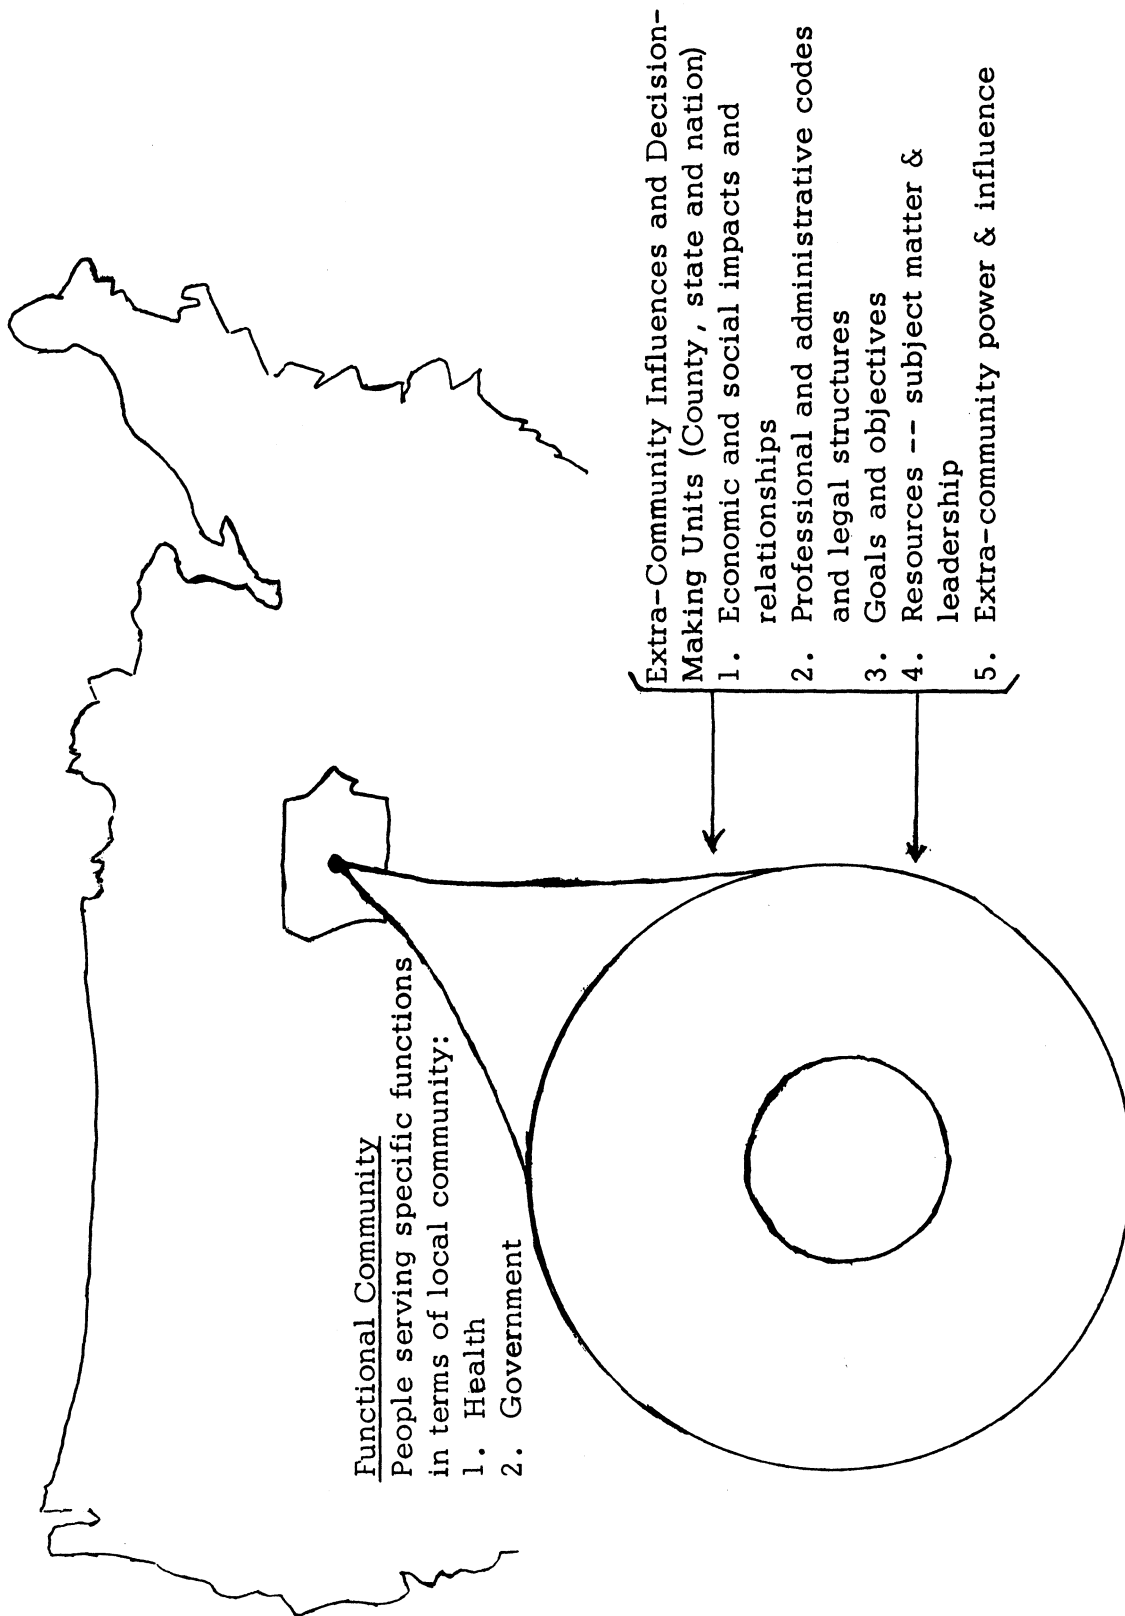 Functional Community
People serving specific functions
in terms of local community:
1. Health
2. Government
Extra-Community Influences and Decision-
Making Units (County, state and nation)
1. Economic and social impacts and
relationships
2. Professional and administrative codes
and legal structures
3. Goals and objectives
4. Resources -- subject matter &
leadership
5. Extra-community power & influence